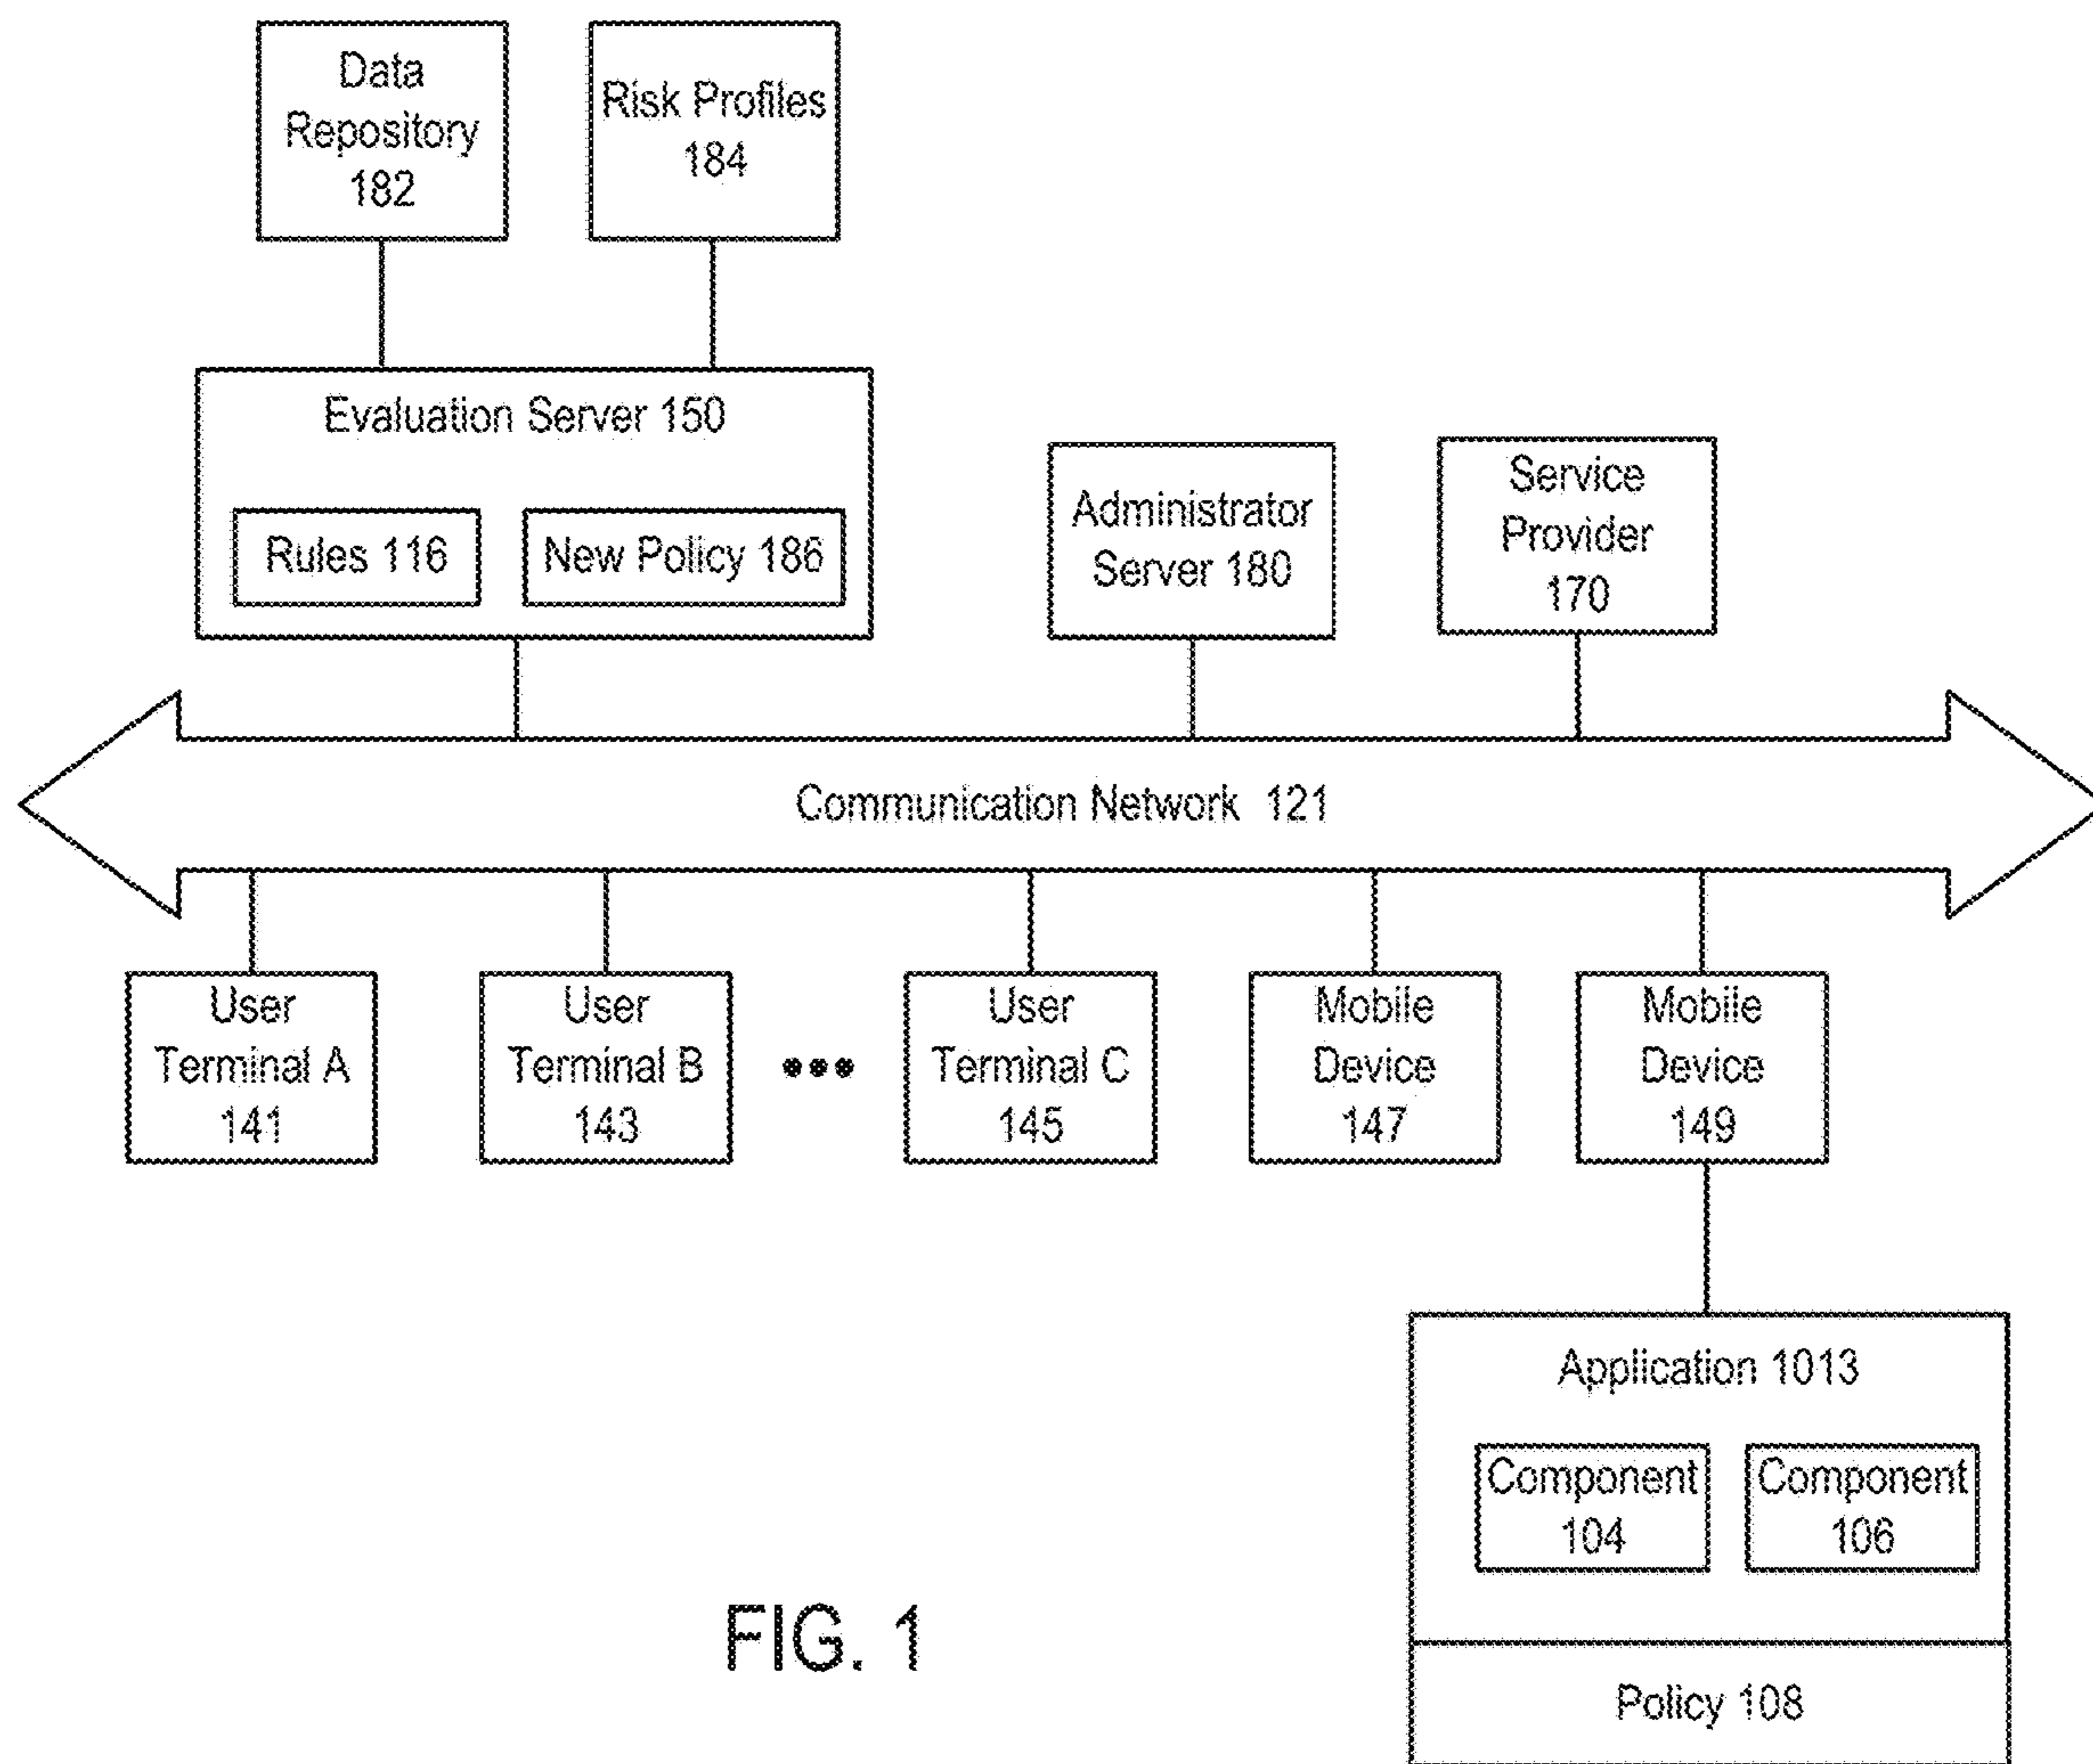 Data
Repository
182
Risk Profiles
184
Evaluation Server 150
Rules 116
New Policy 186
Administrator
Server 180
Service
Provider
170
Communication Network 121
User
Terminal A
141
User
Terminal B
143
•••
User
Terminal C
145
Mobile
Device
147
Mobile
Device
149
Application 1013
Component
104
Component
106
Policy 108
FIG. 1